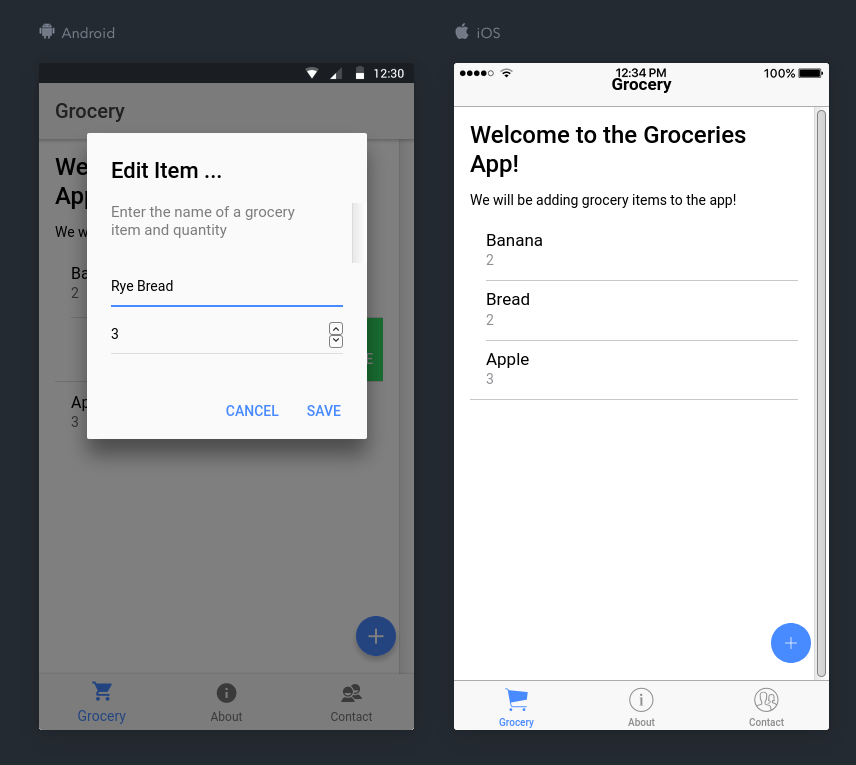 Android
12:30
Grocery
We
App
We w
Edit Item ...
Enter the name of a grocery
item and quantity
Rye Bread
3
CANCEL
SAVE
Ba
2
E
Ap
3
Grocery
About
Contact
iOS
12:34 PM
100%
Grocery
Welcome to the Groceries
App!
We will be adding grocery items to the app!
Banana
2
Bread
2
Apple
3
Grocery
About
Contact